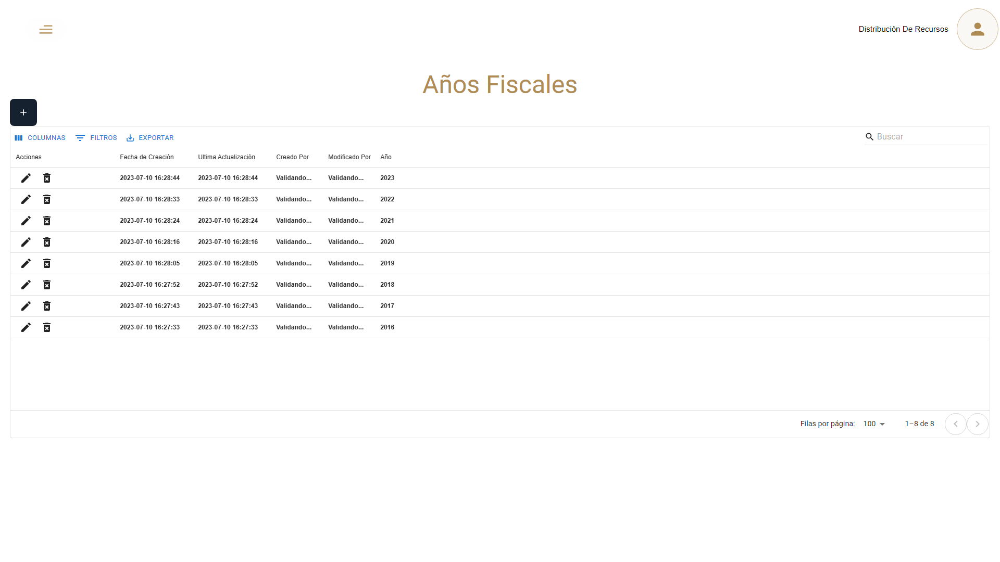 Distribución De Recursos
Años Fiscales
+
COLUMNAS FILTROS EXPORTAR Buscar
Acciones Fecha de Creación Ultima Actualización Creado Por Modificado Por Año
2023-07-10 16:28:44 2023-07-10 16:28:44 Validando... Validando... 2023
2023-07-10 16:28:33 2023-07-10 16:28:33 Validando... Validando... 2022
2023-07-10 16:28:24 2023-07-10 16:28:24 Validando... Validando... 2021
2023-07-10 16:28:16 2023-07-10 16:28:16 Validando... Validando... 2020
2023-07-10 16:28:05 2023-07-10 16:28:05 Validando... Validando... 2019
2023-07-10 16:27:52 2023-07-10 16:27:52 Validando... Validando... 2018
2023-07-10 16:27:43 2023-07-10 16:27:43 Validando... Validando... 2017
2023-07-10 16:27:33 2023-07-10 16:27:33 Validando... Validando... 2016
Filas por página: 100 1–8 de 8